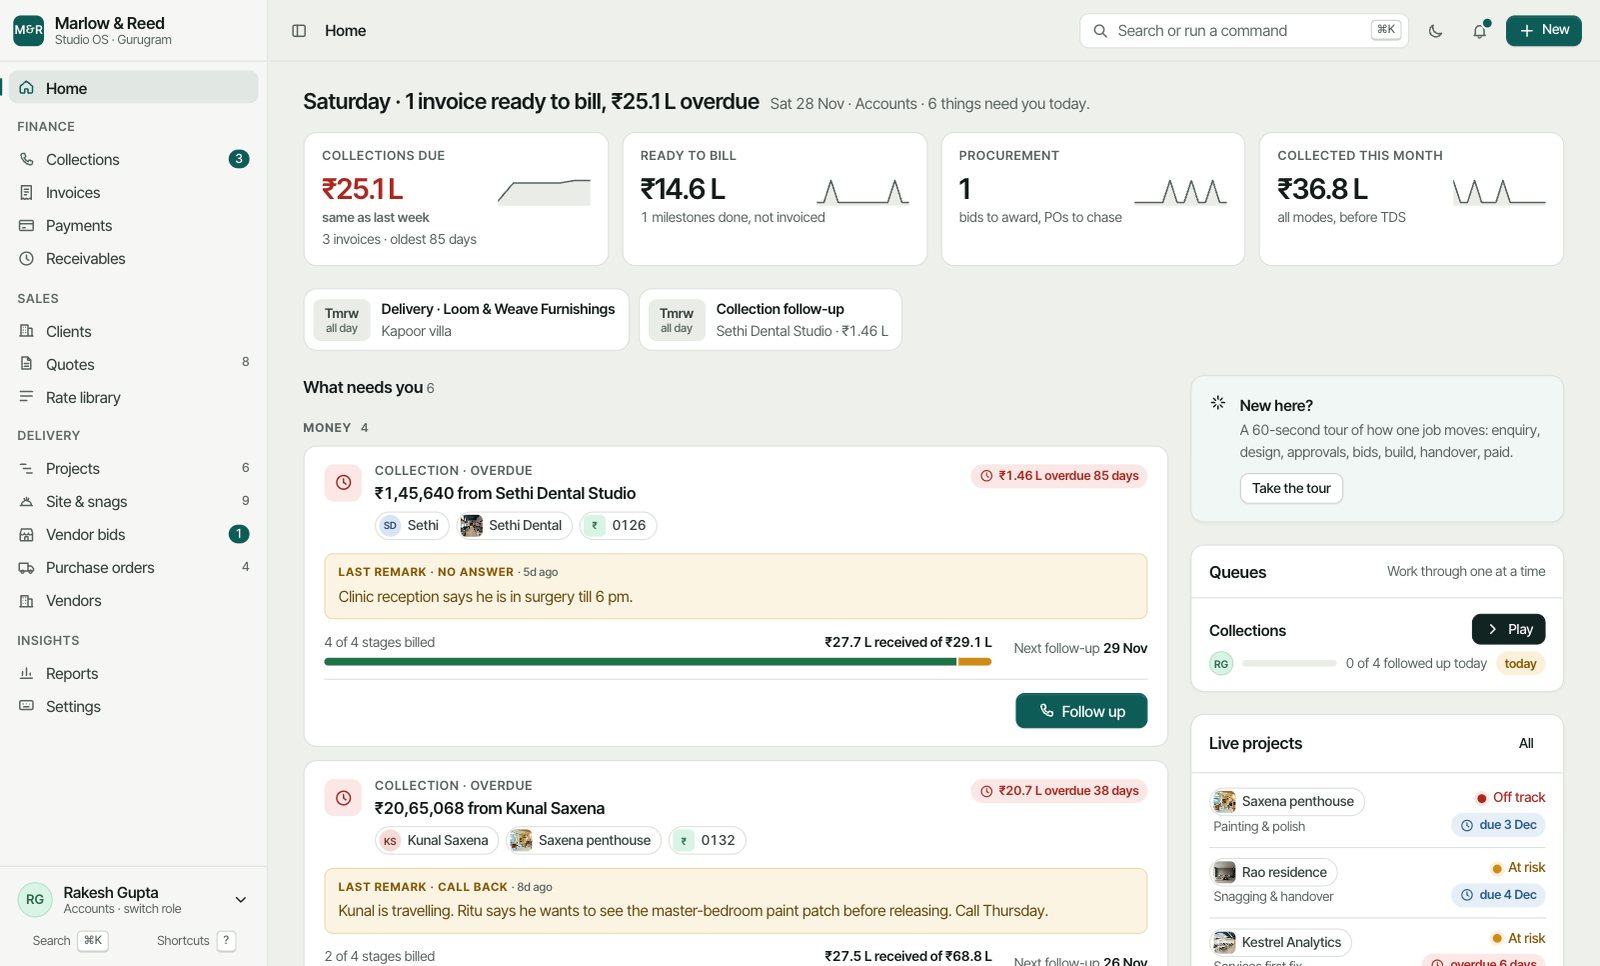 M&R
Marlow & Reed
Studio OS · Gurugram
Home
FINANCE
Collections 3
Invoices
Payments
Receivables
SALES
Clients
Quotes 8
Rate library
DELIVERY
Projects 6
Site & snags 9
Vendor bids 1
Purchase orders 4
Vendors
INSIGHTS
Reports
Settings
RG
Rakesh Gupta
Accounts · switch role
Search ⌘K Shortcuts ?
Home
Search or run a command ⌘K
New
Saturday · 1 invoice ready to bill, ₹25.1 L overdue Sat 28 Nov · Accounts · 6 things need you today.
COLLECTIONS DUE
₹25.1 L
same as last week
3 invoices · oldest 85 days
READY TO BILL
₹14.6 L
1 milestones done, not invoiced
PROCUREMENT
1
bids to award, POs to chase
COLLECTED THIS MONTH
₹36.8 L
all modes, before TDS
Tmrw
all day
Delivery · Loom & Weave Furnishings
Kapoor villa
Tmrw
all day
Collection follow-up
Sethi Dental Studio · ₹1.46 L
What needs you 6
MONEY 4
COLLECTION · OVERDUE
₹1,45,640 from Sethi Dental Studio
₹1.46 L overdue 85 days
SD Sethi Sethi Dental ₹ 0126
LAST REMARK · NO ANSWER · 5d ago
Clinic reception says he is in surgery till 6 pm.
4 of 4 stages billed ₹27.7 L received of ₹29.1 L
Next follow-up 29 Nov
Follow up
COLLECTION · OVERDUE
₹20,65,068 from Kunal Saxena
₹20.7 L overdue 38 days
KS Kunal Saxena Saxena penthouse ₹ 0132
LAST REMARK · CALL BACK · 8d ago
Kunal is travelling. Ritu says he wants to see the master-bedroom paint patch before releasing. Call Thursday.
2 of 4 stages billed ₹27.5 L received of ₹68.8 L
Next follow-up 26 Nov
New here?
A 60-second tour of how one job moves: enquiry,
design, approvals, bids, build, handover, paid.
Take the tour
Queues Work through one at a time
Collections Play
RG 0 of 4 followed up today today
Live projects All
Saxena penthouse Off track
Painting & polish due 3 Dec
Rao residence At risk
Snagging & handover due 4 Dec
Kestrel Analytics At risk
Services first fix overdue 6 days